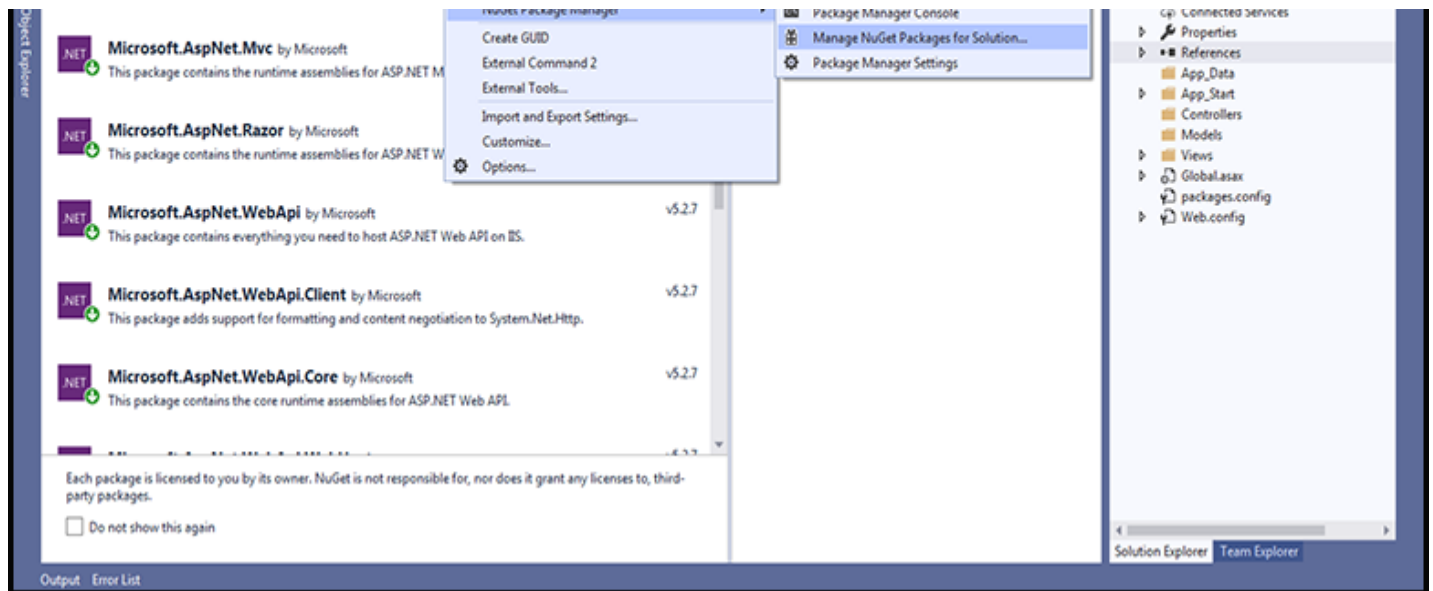 Object Explorer
NuGet Package Manager
Create GUID
External Command 2
External Tools...
Import and Export Settings...
Customize...
Options...
Package Manager Console
Manage NuGet Packages for Solution...
Package Manager Settings
.NET
Microsoft.AspNet.Mvc by Microsoft
This package contains the runtime assemblies for ASP.NET M
.NET
Microsoft.AspNet.Razor by Microsoft
This package contains the runtime assemblies for ASP.NET W
.NET
Microsoft.AspNet.WebApi by Microsoft
v5.2.7
This package contains everything you need to host ASP.NET Web API on IIS.
.NET
Microsoft.AspNet.WebApi.Client by Microsoft
v5.2.7
This package adds support for formatting and content negotiation to System.Net.Http.
.NET
Microsoft.AspNet.WebApi.Core by Microsoft
v5.2.7
This package contains the core runtime assemblies for ASP.NET Web API.
Each package is licensed to you by its owner. NuGet is not responsible for, nor does it grant any licenses to, third-
party packages.
Do not show this again
Connected Services
Properties
References
App_Data
App_Start
Controllers
Models
Views
Global.asax
packages.config
Web.config
Solution Explorer
Team Explorer
Output
Error List